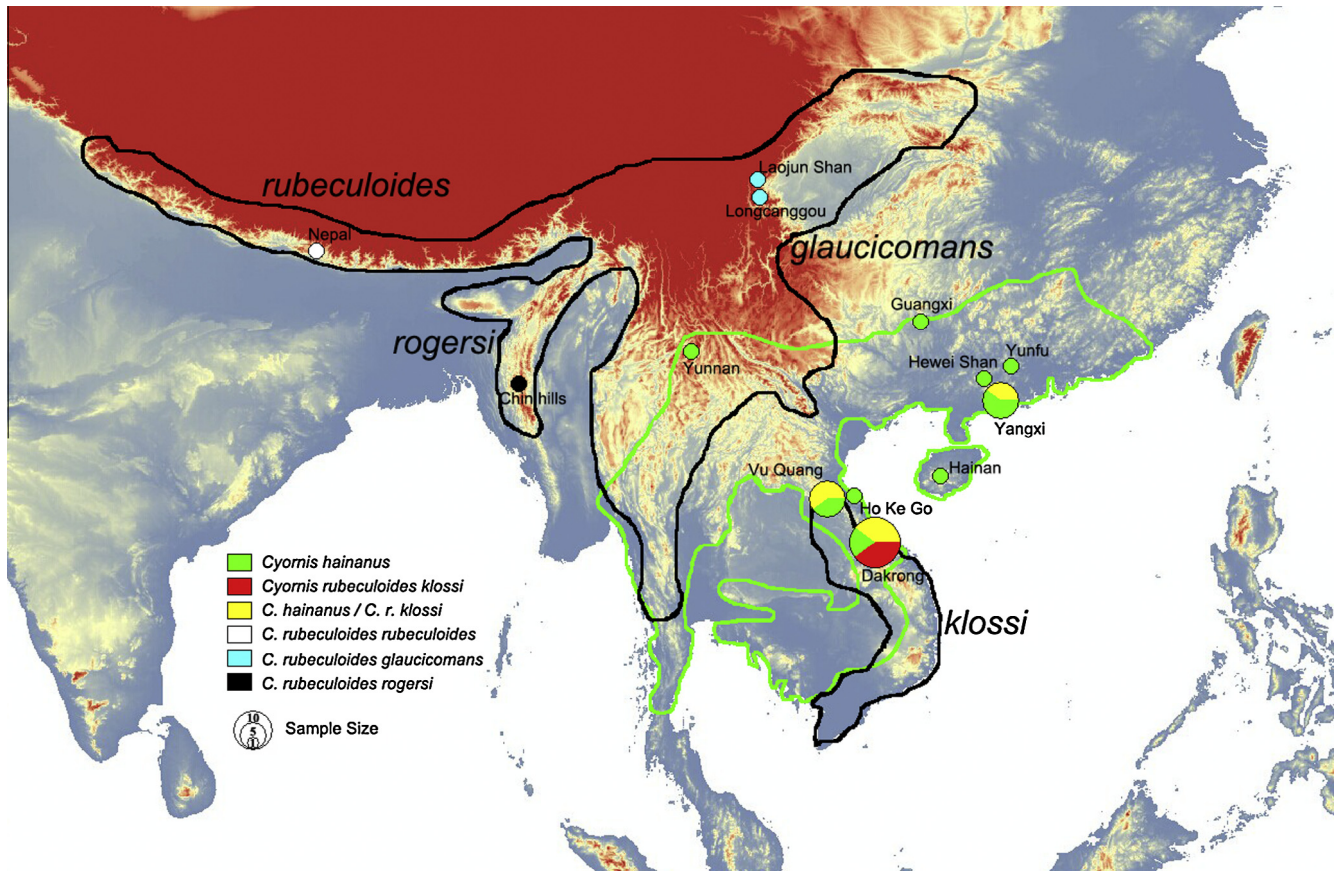 Laojun Shan
rubeculoides
Longcanggou
Nepal
glaucicomans
Guangxi
rogersi
Yunfu
Hewei Shan
Yunnan
Chin hills
Yangxi
Vu Quang
Hainan
Ho Ke Go
Dakrong
klossi
Cyornis hainanus
Cyornis rubeculoides klossi
C. hainanus / C. r. klossi
C. rubeculoides rubeculoides
C. rubeculoides glaucicomans
C. rubeculoides rogersi
10
5
1
Sample Size